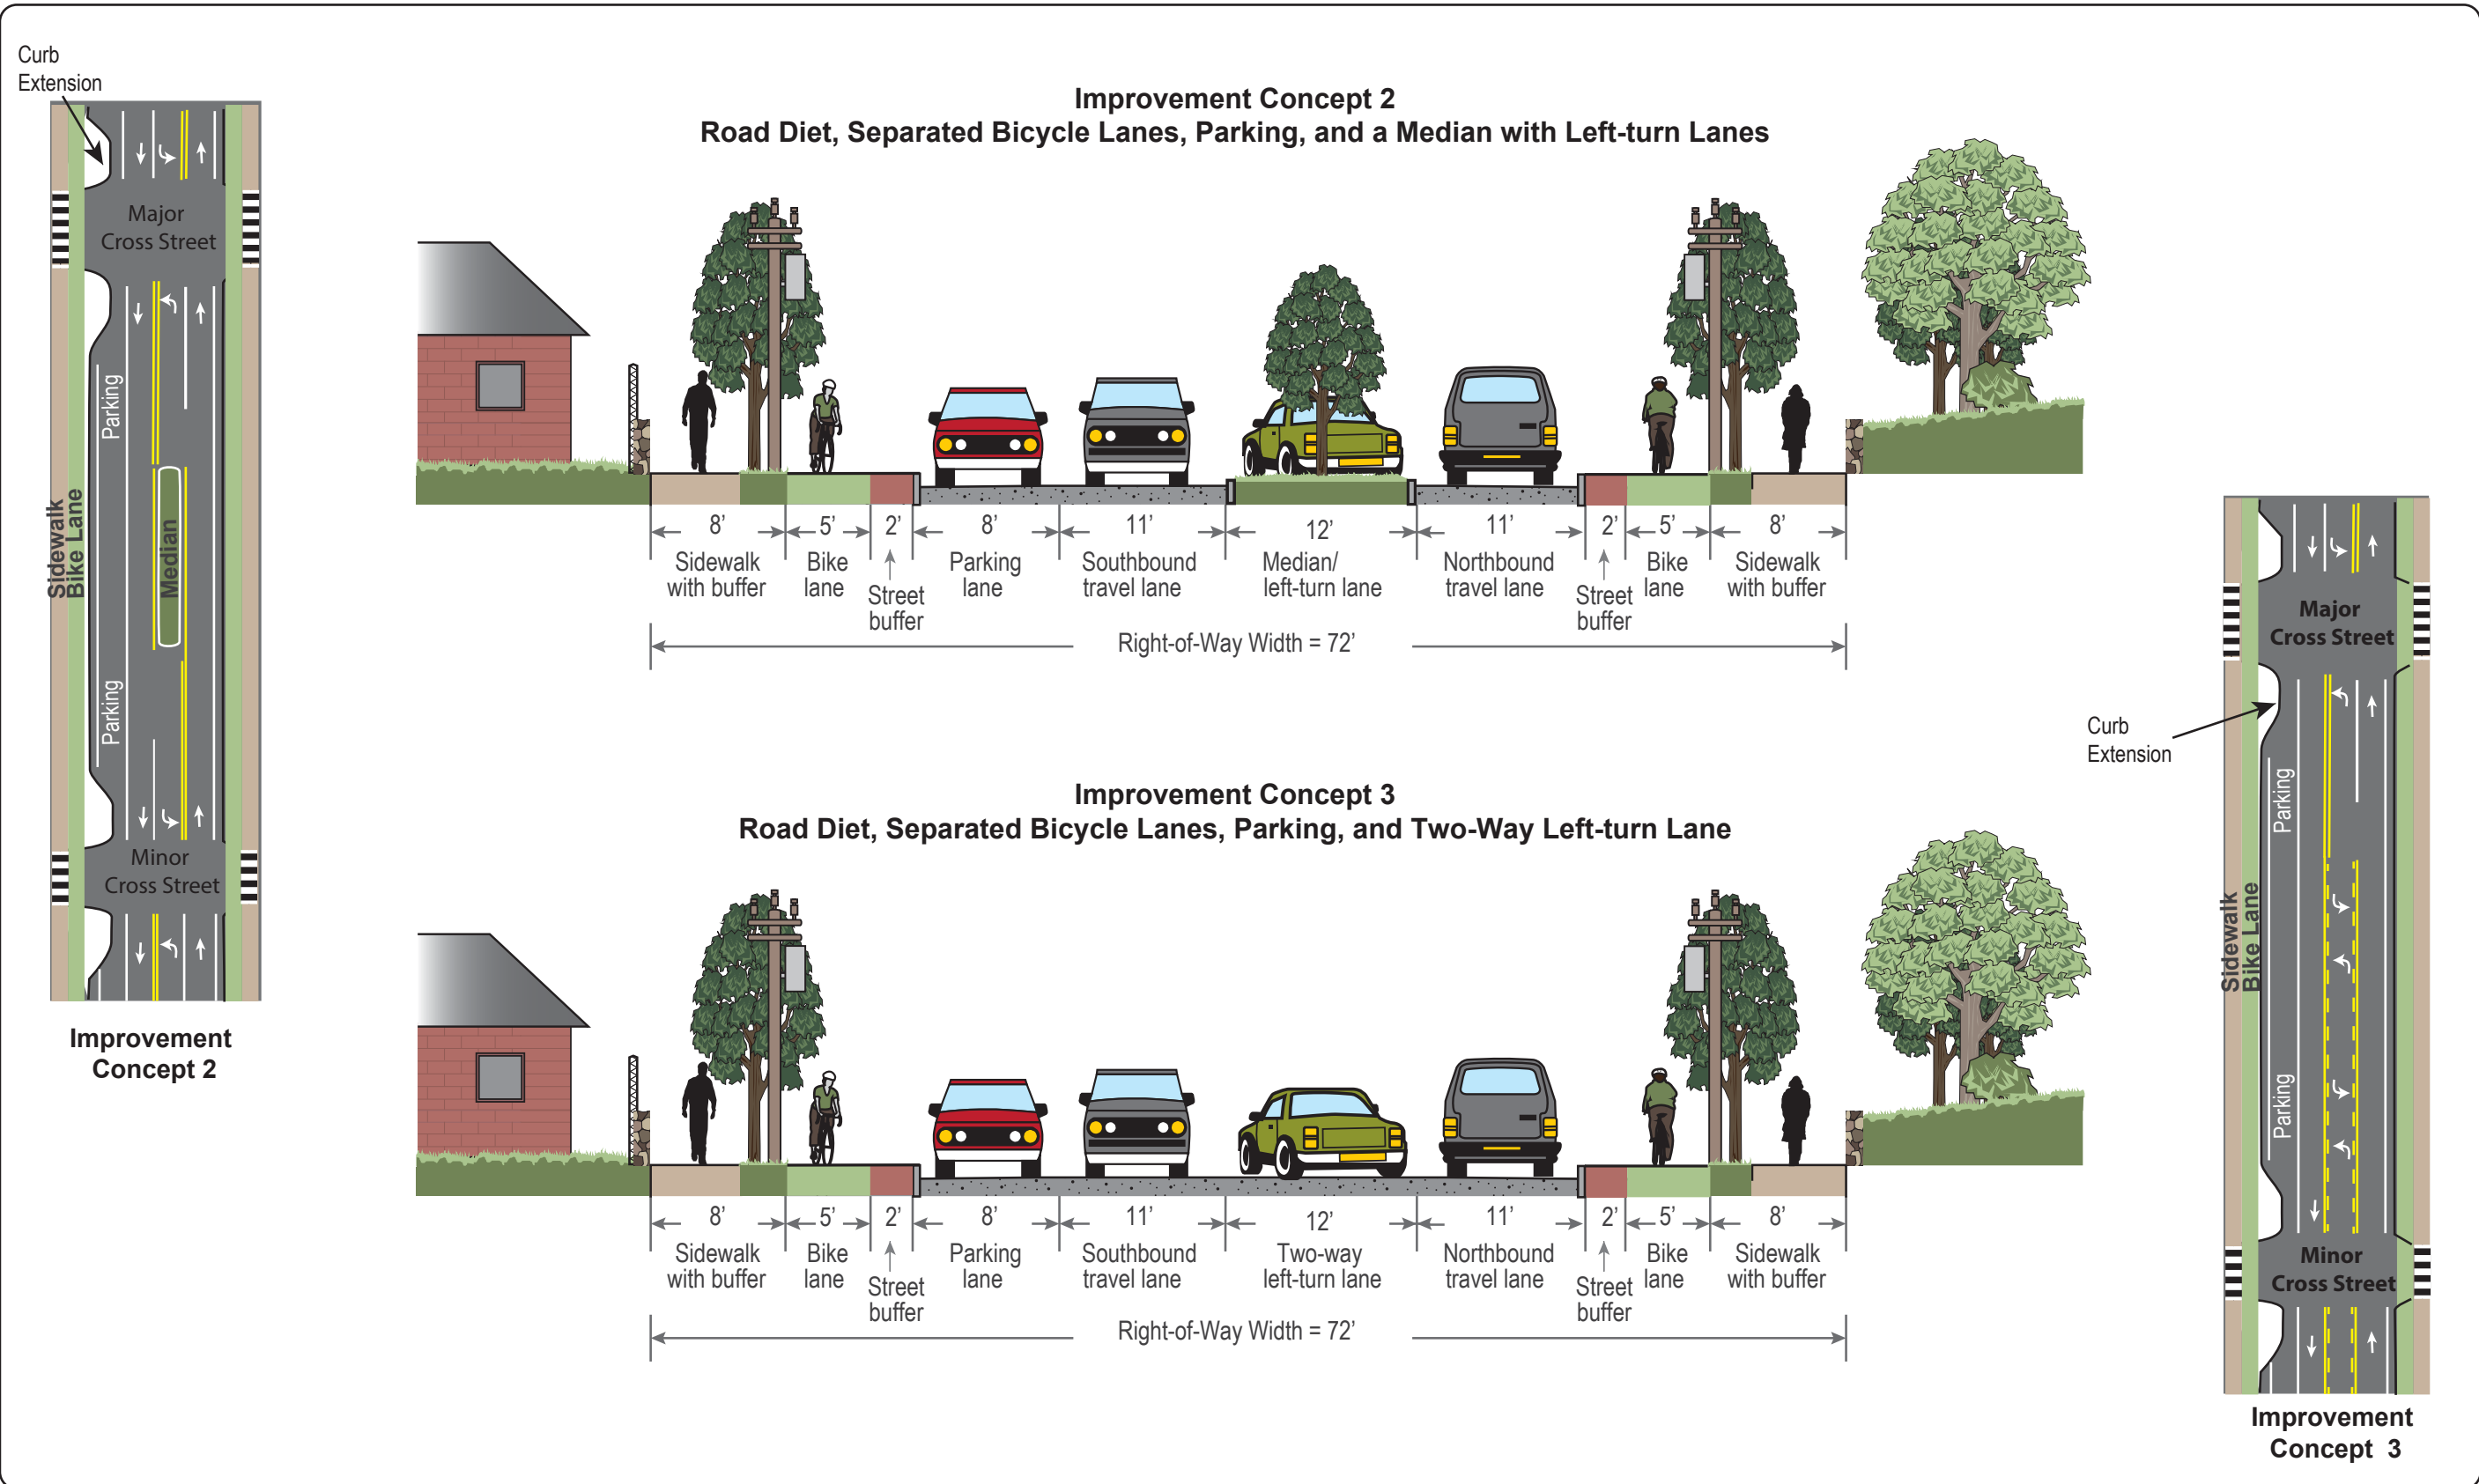 Curb
Extension
Major
Cross Street
Parking
Sidewalk
Bike Lane
Median
Parking
Minor
Cross Street
Improvement
Concept 2
Improvement Concept 2
Road Diet, Separated Bicycle Lanes, Parking, and a Median with Left-turn Lanes
8’ 5’ 2’ 8’ 11’ 12’ 11’ 2’ 5’ 8’
Sidewalk
with buffer
Bike
lane
Street
buffer
Parking
lane
Southbound
travel lane
Median/
left-turn lane
Northbound
travel lane
Street
buffer
Bike
lane
Sidewalk
with buffer
Right-of-Way Width = 72’
Improvement Concept 3
Road Diet, Separated Bicycle Lanes, Parking, and Two-Way Left-turn Lane
8’ 5’ 2’ 8’ 11’ 12’ 11’ 2’ 5’ 8’
Sidewalk
with buffer
Bike
lane
Street
buffer
Parking
lane
Southbound
travel lane
Two-way
left-turn lane
Northbound
travel lane
Street
buffer
Bike
lane
Sidewalk
with buffer
Right-of-Way Width = 72’
Major
Cross Street
Curb
Extension
Parking
Sidewalk
Bike Lane
Parking
Minor
Cross Street
Improvement
Concept 3